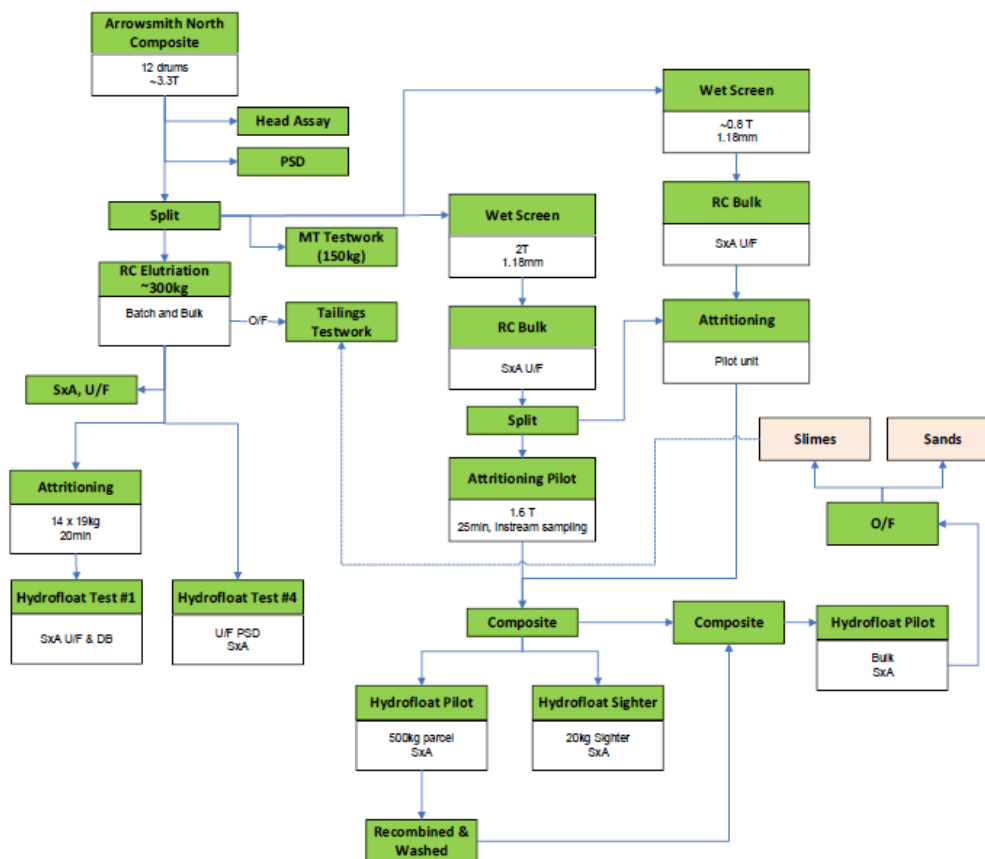 Arrowsmith North
Composite
12 drums
~3.3T
Head Assay
PSD
Split
MT Testwork
(150kg)
RC Elutriation
~300kg
Batch and Bulk
O/F
Tailings
Testwork
SxA, U/F
Attritioning
14 x 19kg
20min
Hydrofloat Test #1
SxA U/F & DB
Hydrofloat Test #4
U/F PSD
SxA
Wet Screen
2T
1.18mm
RC Bulk
SxA U/F
Split
Attritioning Pilot
1.6 T
25min, Instream sampling
Wet Screen
~0.8 T
1.18mm
RC Bulk
SxA U/F
Attritioning
Pilot unit
Composite
Hydrofloat Pilot
500kg parcel
SxA
Hydrofloat Sighter
20kg Sighter
SxA
Recombined &
Washed
Composite
Hydrofloat Pilot
Bulk
SxA
O/F
Slimes
Sands